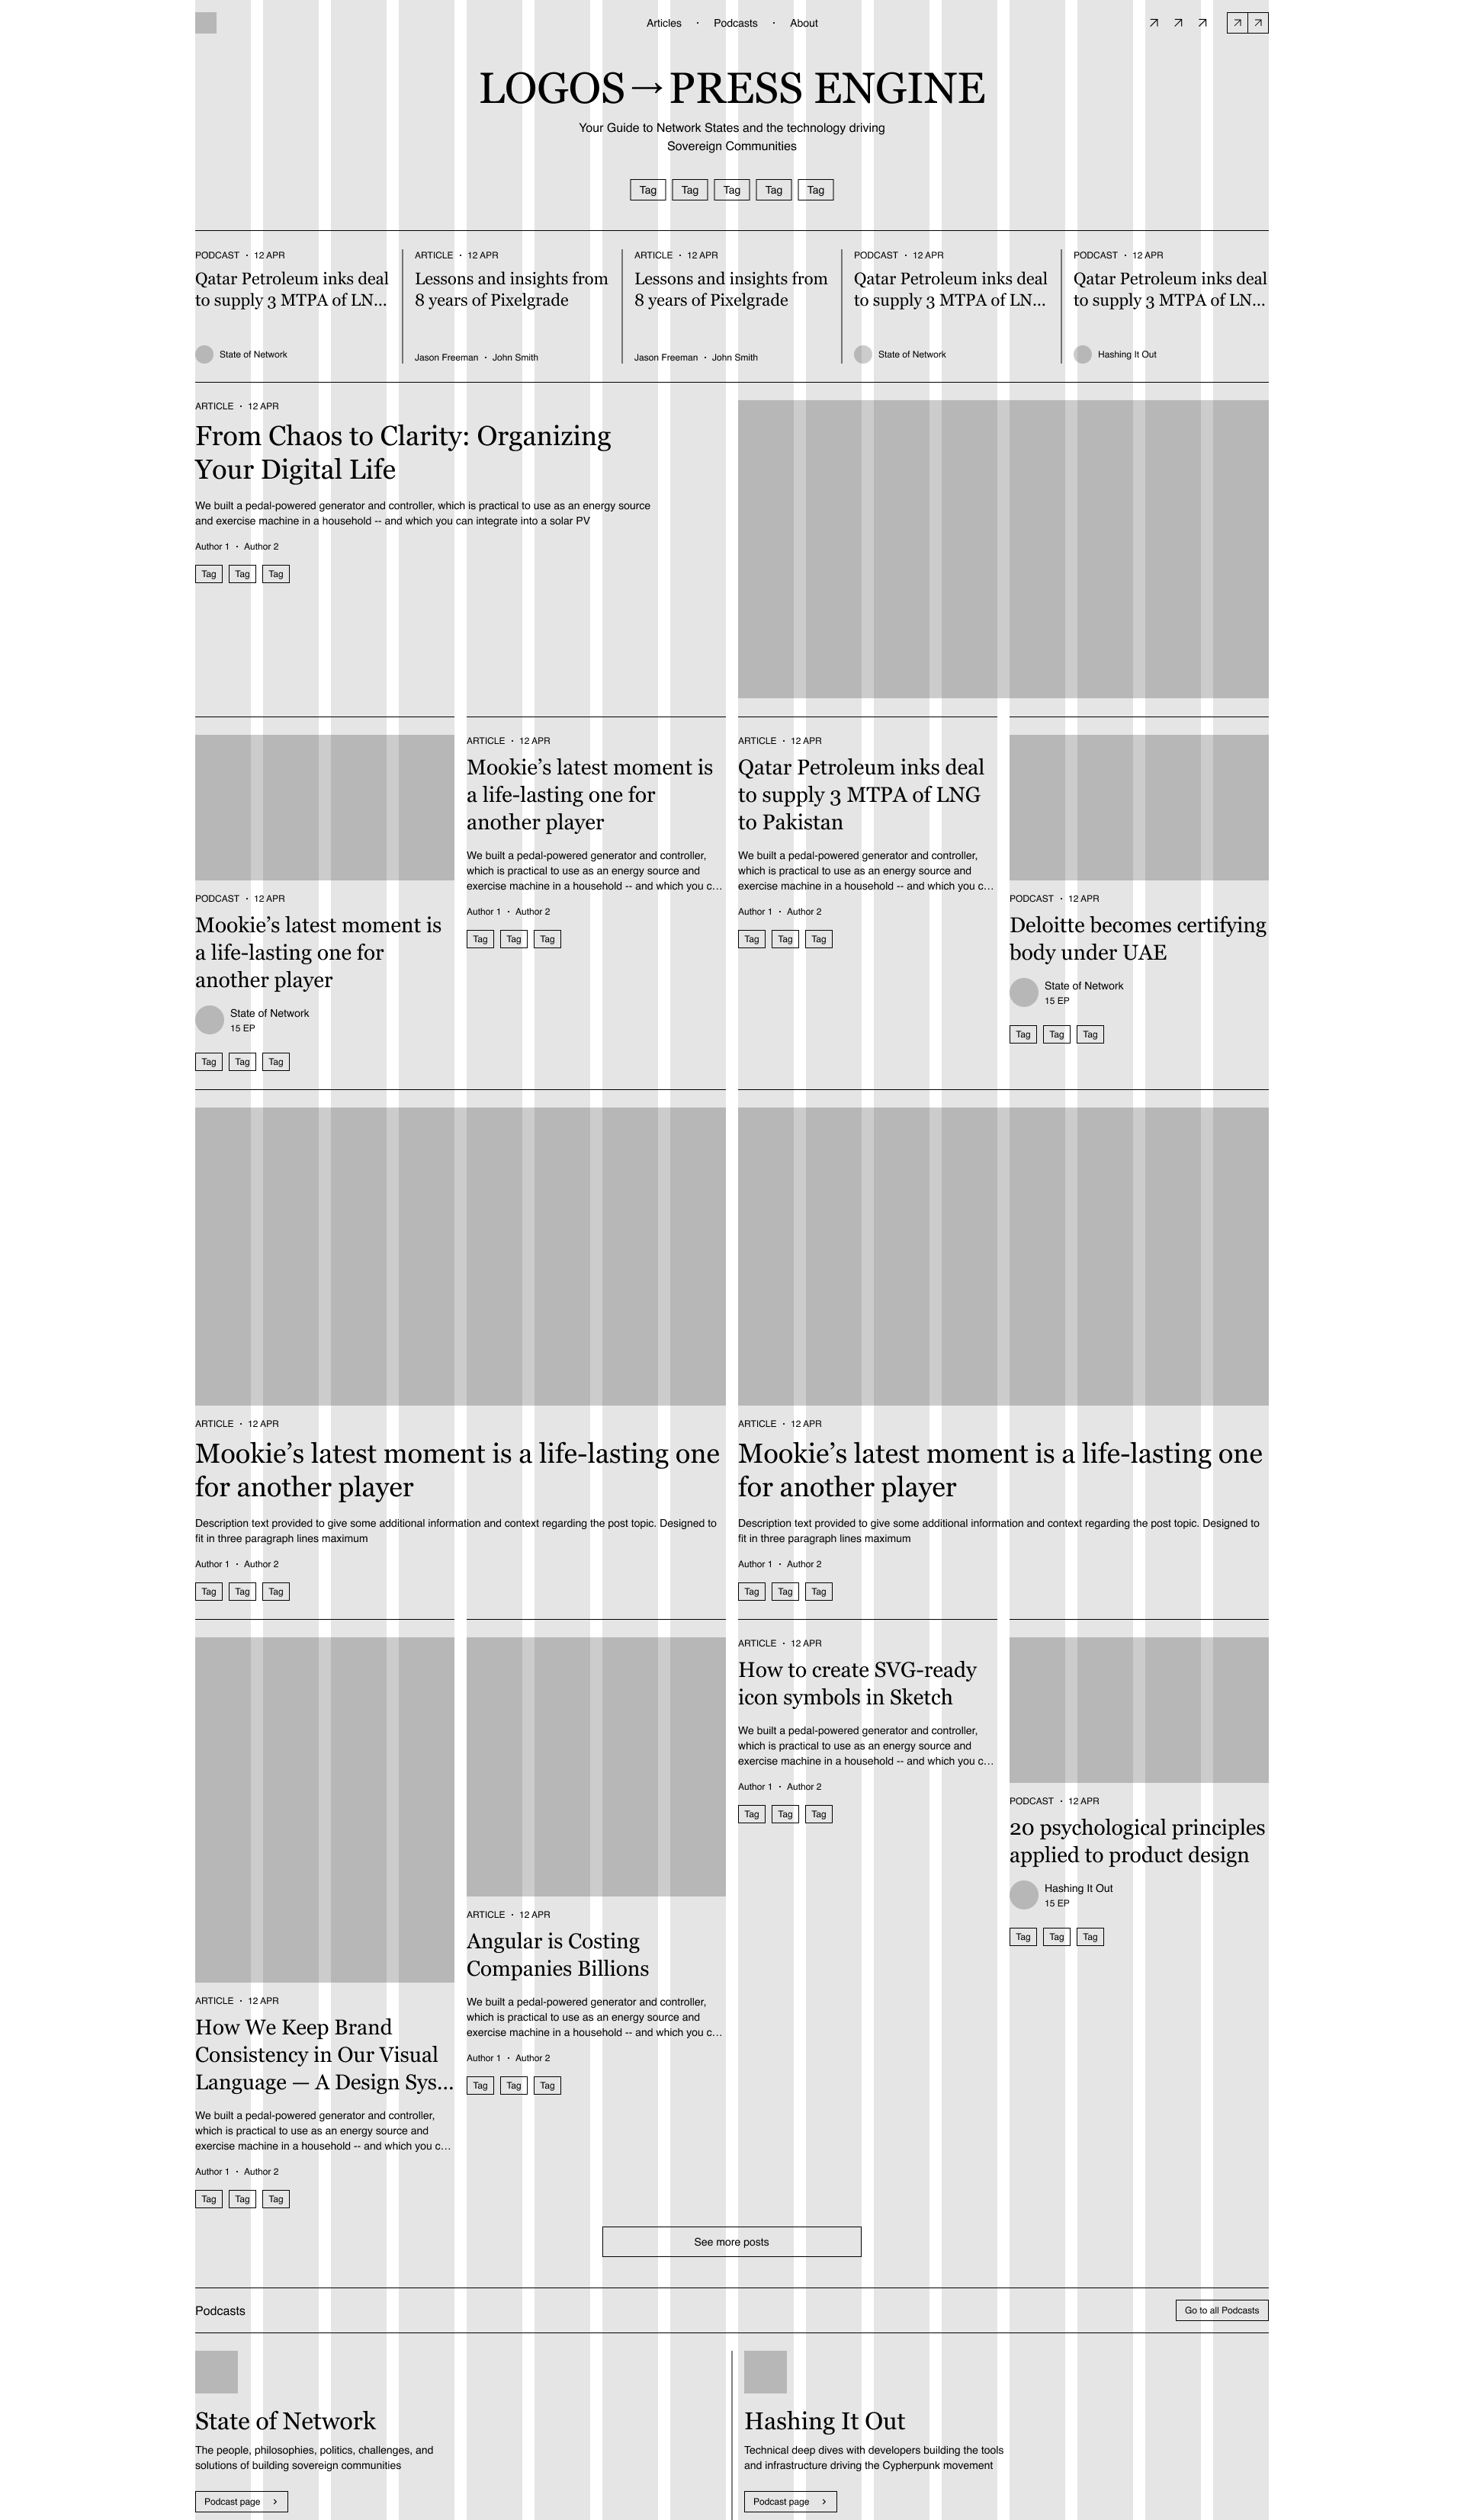 Articles · Podcasts · About
LOGOS→PRESS ENGINE
Your Guide to Network States and the technology driving
Sovereign Communities
Tag Tag Tag Tag Tag
PODCAST · 12 APR
Qatar Petroleum inks deal
to supply 3 MTPA of LN...
State of Network
ARTICLE · 12 APR
Lessons and insights from
8 years of Pixelgrade
Jason Freeman · John Smith
ARTICLE · 12 APR
Lessons and insights from
8 years of Pixelgrade
Jason Freeman · John Smith
PODCAST · 12 APR
Qatar Petroleum inks deal
to supply 3 MTPA of LN...
State of Network
PODCAST · 12 APR
Qatar Petroleum inks deal
to supply 3 MTPA of LN...
Hashing It Out
ARTICLE · 12 APR
From Chaos to Clarity: Organizing
Your Digital Life
We built a pedal-powered generator and controller, which is practical to use as an energy source
and exercise machine in a household -- and which you can integrate into a solar PV
Author 1 · Author 2
Tag Tag Tag
PODCAST · 12 APR
Mookie’s latest moment is
a life-lasting one for
another player
State of Network
15 EP
Tag Tag Tag
ARTICLE · 12 APR
Mookie’s latest moment is
a life-lasting one for
another player
We built a pedal-powered generator and controller,
which is practical to use as an energy source and
exercise machine in a household -- and which you c...
Author 1 · Author 2
Tag Tag Tag
ARTICLE · 12 APR
Qatar Petroleum inks deal
to supply 3 MTPA of LNG
to Pakistan
We built a pedal-powered generator and controller,
which is practical to use as an energy source and
exercise machine in a household -- and which you c...
Author 1 · Author 2
Tag Tag Tag
PODCAST · 12 APR
Deloitte becomes certifying
body under UAE
State of Network
15 EP
Tag Tag Tag
ARTICLE · 12 APR
Mookie’s latest moment is a life-lasting one
for another player
Description text provided to give some additional information and context regarding the post topic. Designed to
fit in three paragraph lines maximum
Author 1 · Author 2
Tag Tag Tag
ARTICLE · 12 APR
Mookie’s latest moment is a life-lasting one
for another player
Description text provided to give some additional information and context regarding the post topic. Designed to
fit in three paragraph lines maximum
Author 1 · Author 2
Tag Tag Tag
ARTICLE · 12 APR
How We Keep Brand
Consistency in Our Visual
Language — A Design Sys...
We built a pedal-powered generator and controller,
which is practical to use as an energy source and
exercise machine in a household -- and which you c...
Author 1 · Author 2
Tag Tag Tag
ARTICLE · 12 APR
Angular is Costing
Companies Billions
We built a pedal-powered generator and controller,
which is practical to use as an energy source and
exercise machine in a household -- and which you c...
Author 1 · Author 2
Tag Tag Tag
ARTICLE · 12 APR
How to create SVG-ready
icon symbols in Sketch
We built a pedal-powered generator and controller,
which is practical to use as an energy source and
exercise machine in a household -- and which you c...
Author 1 · Author 2
Tag Tag Tag
PODCAST · 12 APR
20 psychological principles
applied to product design
Hashing It Out
15 EP
Tag Tag Tag
See more posts
Podcasts
Go to all Podcasts
State of Network
The people, philosophies, politics, challenges, and
solutions of building sovereign communities
Podcast page
Hashing It Out
Technical deep dives with developers building the tools
and infrastructure driving the Cypherpunk movement
Podcast page